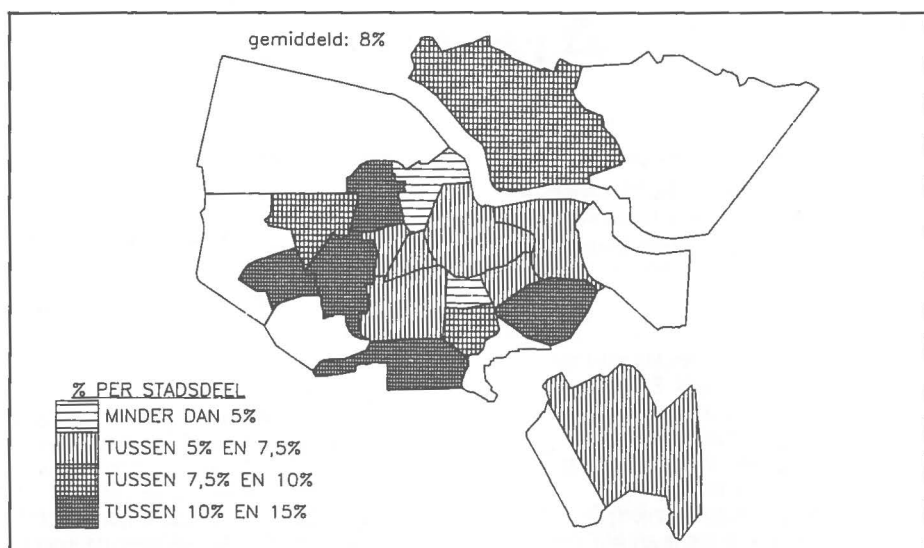 gemiddeld: 8%
% PER STADSDEEL
MINDER DAN 5%
TUSSEN 5% EN 7,5%
TUSSEN 7,5% EN 10%
TUSSEN 10% EN 15%